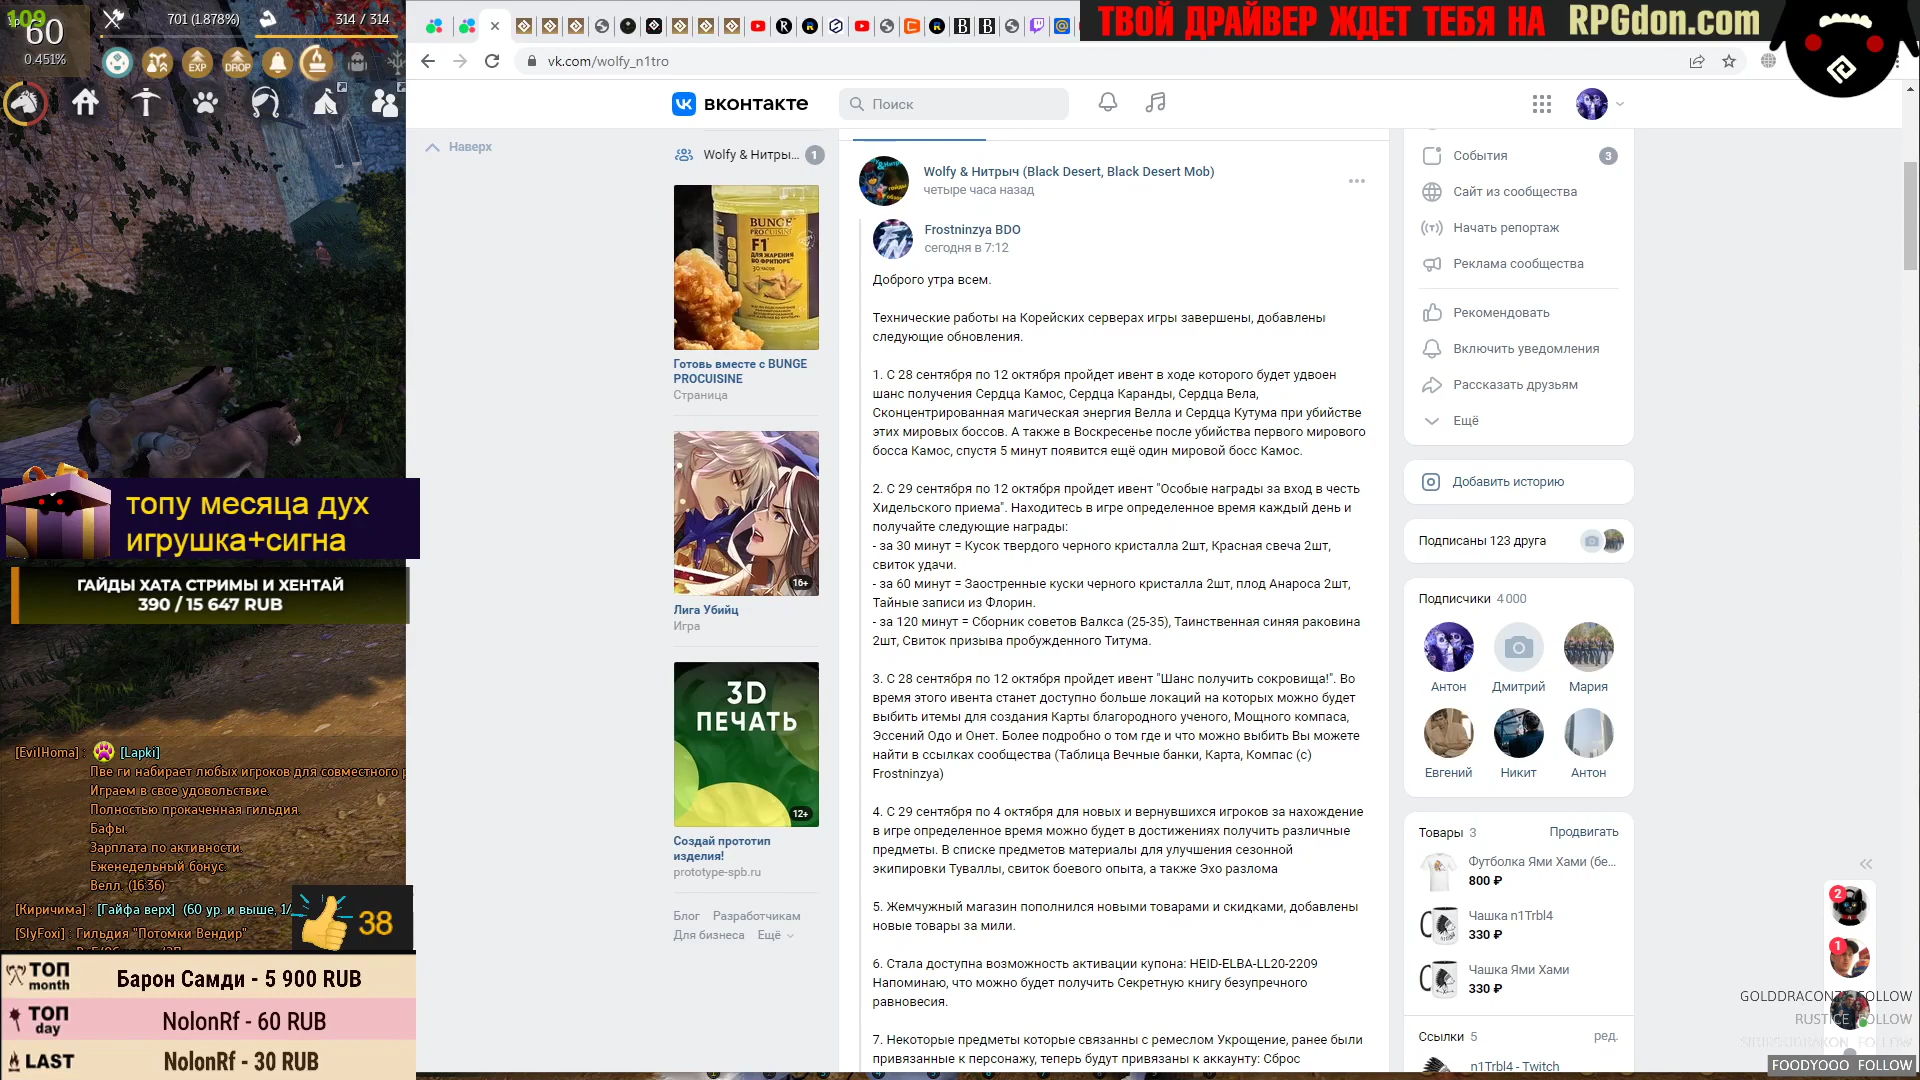 109
60
0.451%
701 (1.878%)
314 / 314
EXP
DROP
ТВОЙ ДРАЙВЕР ЖДЕТ ТЕБЯ НА RPGdon.com
vk.com/wolfy_n1tro
вконтакте
Поиск
Наверх
Wolfy & Нитры... 1
BUNGE
PROCUISINE
F1
ДЛЯ ЖАРЕНИЯ
ВО ФРИТЮРЕ
30 ЧАСОВ
Готовь вместе с BUNGE
PROCUISINE
Страница
16+
Лига Убийц
Игра
3D
ПЕЧАТЬ
12+
Создай прототип
изделия!
prototype-spb.ru
Блог Разработчикам
Для бизнеса Ещё
Wolfy & Нитрыч (Black Desert, Black Desert Mob)
четыре часа назад
Frostninzya BDO
сегодня в 7:12
Доброго утра всем.
Технические работы на Корейских серверах игры завершены, добавлены
следующие обновления.
1. С 28 сентября по 12 октября пройдет ивент в ходе которого будет удвоен
шанс получения Сердца Камос, Сердца Каранды, Сердца Вела,
Сконцентрированная магическая энергия Велла и Сердца Кутума при убийстве
этих мировых боссов. А также в Воскресенье после убийства первого мирового
босса Камос, спустя 5 минут появится ещё один мировой босс Камос.
2. С 29 сентября по 12 октября пройдет ивент "Особые награды за вход в честь
Хидельского приема". Находитесь в игре определенное время каждый день и
получайте следующие награды:
- за 30 минут = Кусок твердого черного кристалла 2шт, Красная свеча 2шт,
свиток удачи.
- за 60 минут = Заостренные куски черного кристалла 2шт, плод Анароса 2шт,
Тайные записи из Флорин.
- за 120 минут = Сборник советов Валкса (25-35), Таинственная синяя раковина
2шт, Свиток призыва пробужденного Титума.
3. С 28 сентября по 12 октября пройдет ивент "Шанс получить сокровища!". Во
время этого ивента станет доступно больше локаций на которых можно будет
выбить итемы для создания Карты благородного ученого, Мощного компаса,
Эссений Одо и Онет. Более подробно о том где и что можно выбить Вы можете
найти в ссылках сообщества (Таблица Вечные банки, Карта, Компас (с)
Frostninzya)
4. С 29 сентября по 4 октября для новых и вернувшихся игроков за нахождение
в игре определенное время можно будет в достижениях получить различные
предметы. В списке предметов материалы для улучшения сезонной
экипировки Туваллы, свиток боевого опыта, а также Эхо разлома
5. Жемчужный магазин пополнился новыми товарами и скидками, добавлены
новые товары за мили.
6. Стала доступна возможность активации купона: HEID-ELBA-LL20-2209
Напоминаю, что можно будет получить Секретную книгу безупречного
равновесия.
7. Некоторые предметы которые связанны с ремеслом Укрощение, ранее были
привязанные к персонажу, теперь будут привязаны к аккаунту: Сброс
События 3
Сайт из сообщества
Начать репортаж
Реклама сообщества
Рекомендовать
Включить уведомления
Рассказать друзьям
Ещё
Добавить историю
Подписаны 123 друга
Подписчики 4 000
Антон
Дмитрий
Мария
Евгений
Никит
Антон
Товары 3
Продвигать
Футболка Ями Хами (бе...
800 ₽
Чашка n1Trbl4
330 ₽
Чашка Ями Хами
330 ₽
Ссылки 5
ред.
n1Trbl4 - Twitch
2
1
RUSTICE FOLLOW
FOODYOOO FOLLOW
топу месяца дух
игрушка+сигна
ГАЙДЫ ХАТА СТРИМЫ И ХЕНТАЙ
390 / 15 647 RUB
[EvilHoma] : [Lapki]
Пве ги набирает любых игроков для совместного
Играем в свое удовольствие.
Полностью прокаченная гильдия.
Бафы.
Зарплата по активности.
Еженедельный бонус.
Велл. (16:36)
[Киричима] : [Гайфа верх] (60 ур. и выше, 1/
[SlyFoxi] : Гильдия "Потомки Вендир"
38
ТОП
month
Барон Самди - 5 900 RUB
ТОП
day
NolonRf - 60 RUB
LAST
NolonRf - 30 RUB